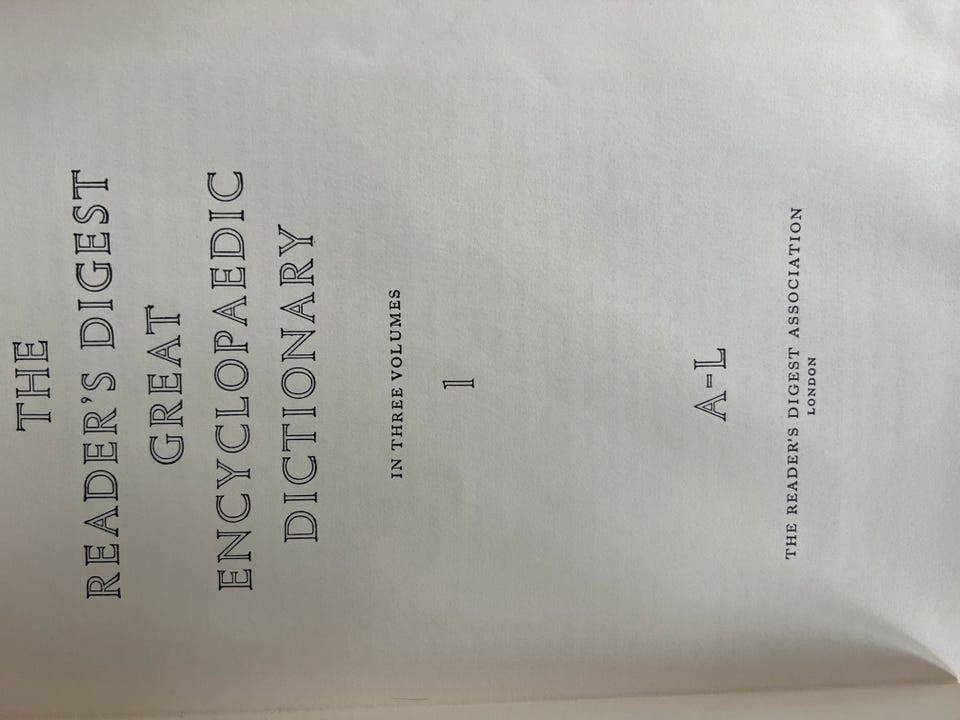 THE
READER'S DIGEST
GREAT
ENCYCLOPAEDIC
DICTIONARY
IN THREE VOLUMES
1
A-L
THE READER'S DIGEST ASSOCIATION
LONDON